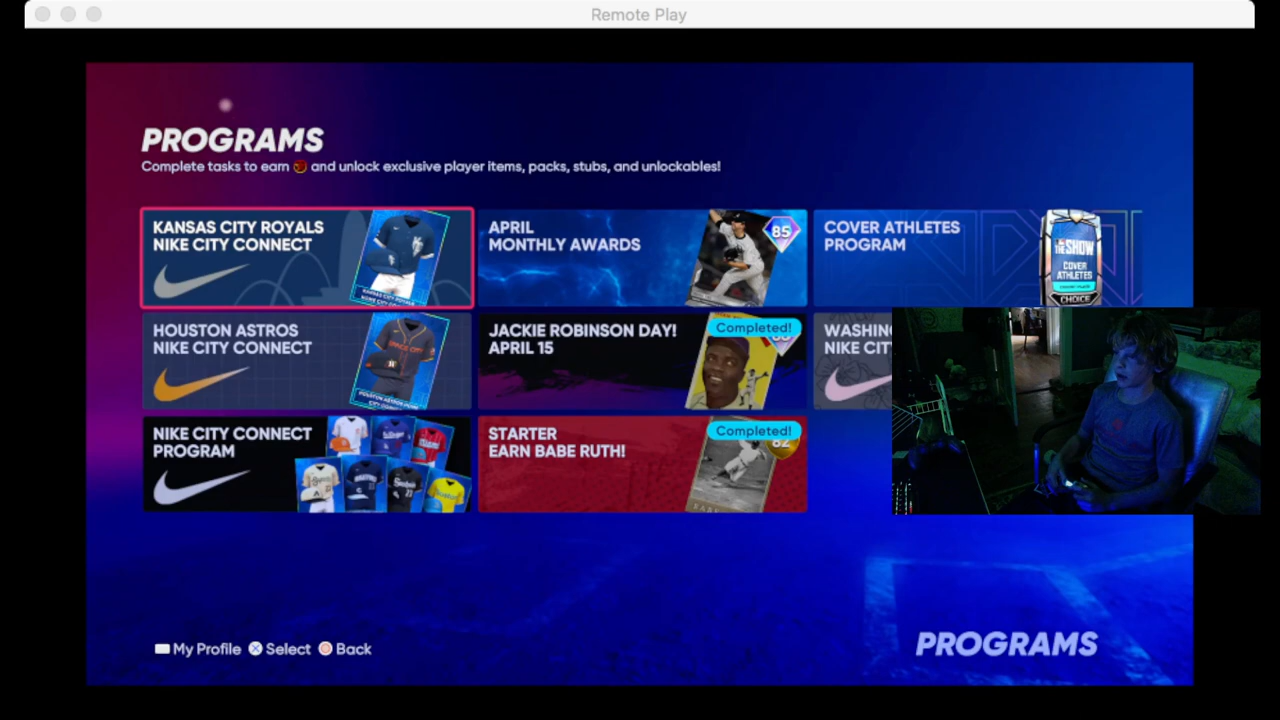 Remote Play
PROGRAMS
Complete tasks to earn and unlock exclusive player items, packs, stubs, and unlockables!
KANSAS CITY ROYALS
NIKE CITY CONNECT
APRIL
MONTHLY AWARDS
85
COVER ATHLETES
PROGRAM
THE SHOW
COVER
ATHLETES
CHOICE
HOUSTON ASTROS
NIKE CITY CONNECT
SPACE CITY
JACKIE ROBINSON DAY!
APRIL 15
Completed!
WASHING
NIKE CIT
NIKE CITY CONNECT
PROGRAM
STARTER
EARN BABE RUTH!
Completed!
82
My Profile
Select
Back
PROGRAMS